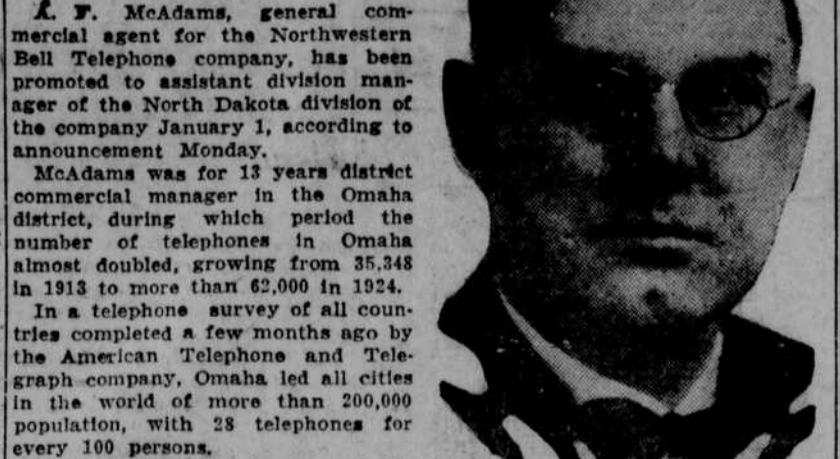 McAdams, general com-
mercial agent for the Northwestern
Bell Telephone company, has been
promoted to assistant division man-
ager of the North Dakota division of
the company January 1, according to
announcement Monday.
McAdams was for 13 years district
commercial manager in the Omaha
district, during which period the
number of telephones in Omaha
almost doubled, growing from 35,348
in 1913 to more than 62,000 in 1924.
In a telephone survey of all coun-
tries completed a few months ago by
the American Telephone and Tele-
graph company, Omaha led all cities
in the world of more than 200,000
population, with 28 telephones for
every 100 persons.